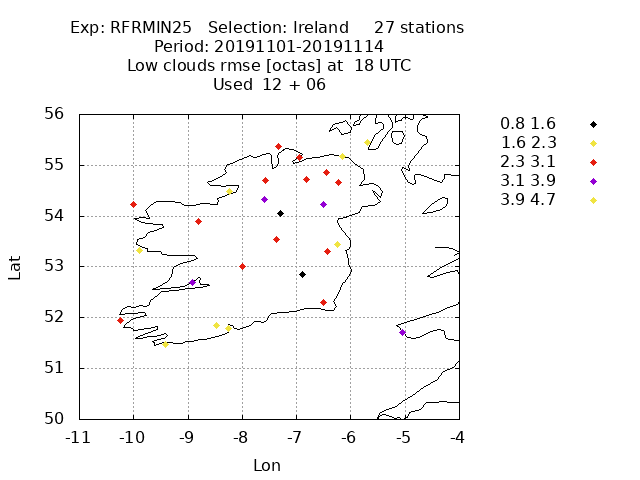 Exp: RFRMIN25   Selection: Ireland     27 stations
Period: 20191101-20191114
Low clouds rmse [octas] at  18 UTC
Used  12 + 06
0.8 1.6
1.6 2.3
2.3 3.1
3.1 3.9
3.9 4.7
56
55
54
53
52
51
50
Lat
-11 -10 -9 -8 -7 -6 -5 -4
Lon